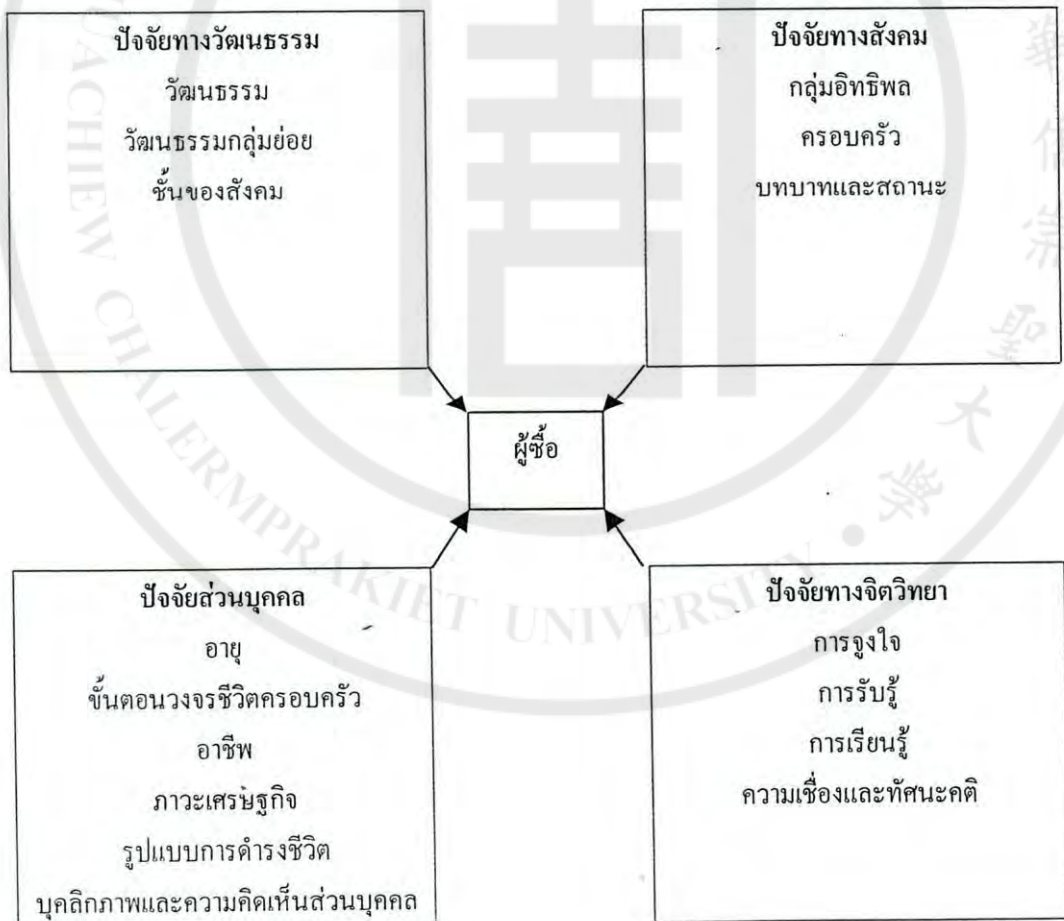 ปัจจัยทางวัฒนธรรม
วัฒนธรรม
วัฒนธรรมกลุ่มย่อย
ชั้นของสังคม
ปัจจัยทางสังคม
กลุ่มอิทธิพล
ครอบครัว
บทบาทและสถานะ
ผู้ซื้อ
ปัจจัยส่วนบุคคล
อายุ
ขั้นตอนวงจรชีวิตครอบครัว
อาชีพ
ภาวะเศรษฐกิจ
รูปแบบการดำรงชีวิต
บุคลิกภาพและความคิดเห็นส่วนบุคคล
ปัจจัยทางจิตวิทยา
การจูงใจ
การรับรู้
การเรียนรู้
ความเชื่องและทัศนะคติ
CHALERMPRAKIET UNIVERSITY
聖
大
學